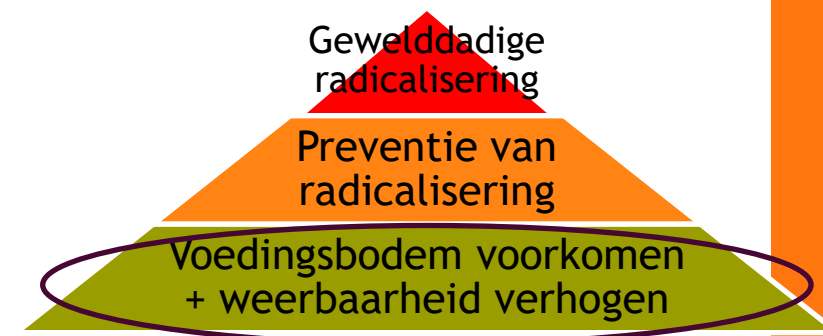 Gewelddadige
radicalisering
Preventie van
radicalisering
Voedingsbodem voorkomen
+ weerbaarheid verhogen